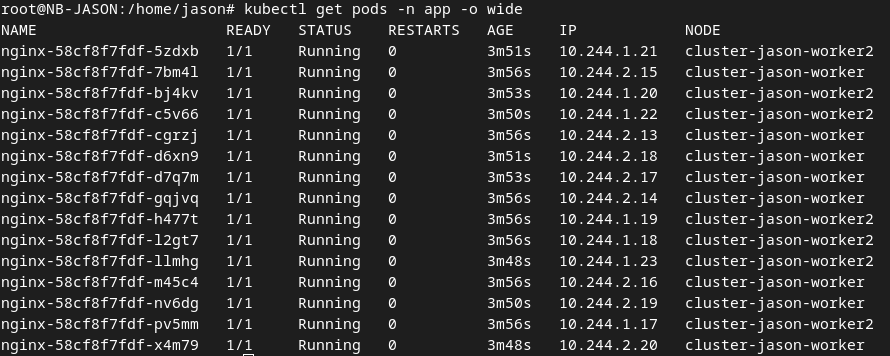 root@NB-JASON:/home/jason# kubectl get pods -n app -o wide
NAME                     READY   STATUS    RESTARTS   AGE     IP            NODE
nginx-58cf8f7fdf-5zdxb   1/1     Running   0          3m51s   10.244.1.21   cluster-jason-worker2
nginx-58cf8f7fdf-7bm4l   1/1     Running   0          3m56s   10.244.2.15   cluster-jason-worker
nginx-58cf8f7fdf-bj4kv   1/1     Running   0          3m53s   10.244.1.20   cluster-jason-worker2
nginx-58cf8f7fdf-c5v66   1/1     Running   0          3m50s   10.244.1.22   cluster-jason-worker2
nginx-58cf8f7fdf-cgrzj   1/1     Running   0          3m56s   10.244.2.13   cluster-jason-worker
nginx-58cf8f7fdf-d6xn9   1/1     Running   0          3m51s   10.244.2.18   cluster-jason-worker
nginx-58cf8f7fdf-d7q7m   1/1     Running   0          3m53s   10.244.2.17   cluster-jason-worker
nginx-58cf8f7fdf-gqjvq   1/1     Running   0          3m56s   10.244.2.14   cluster-jason-worker
nginx-58cf8f7fdf-h477t   1/1     Running   0          3m56s   10.244.1.19   cluster-jason-worker2
nginx-58cf8f7fdf-l2gt7   1/1     Running   0          3m56s   10.244.1.18   cluster-jason-worker2
nginx-58cf8f7fdf-llmhg   1/1     Running   0          3m48s   10.244.1.23   cluster-jason-worker2
nginx-58cf8f7fdf-m45c4   1/1     Running   0          3m56s   10.244.2.16   cluster-jason-worker
nginx-58cf8f7fdf-nv6dg   1/1     Running   0          3m50s   10.244.2.19   cluster-jason-worker
nginx-58cf8f7fdf-pv5mm   1/1     Running   0          3m56s   10.244.1.17   cluster-jason-worker2
nginx-58cf8f7fdf-x4m79   1/1     Running   0          3m48s   10.244.2.20   cluster-jason-worker